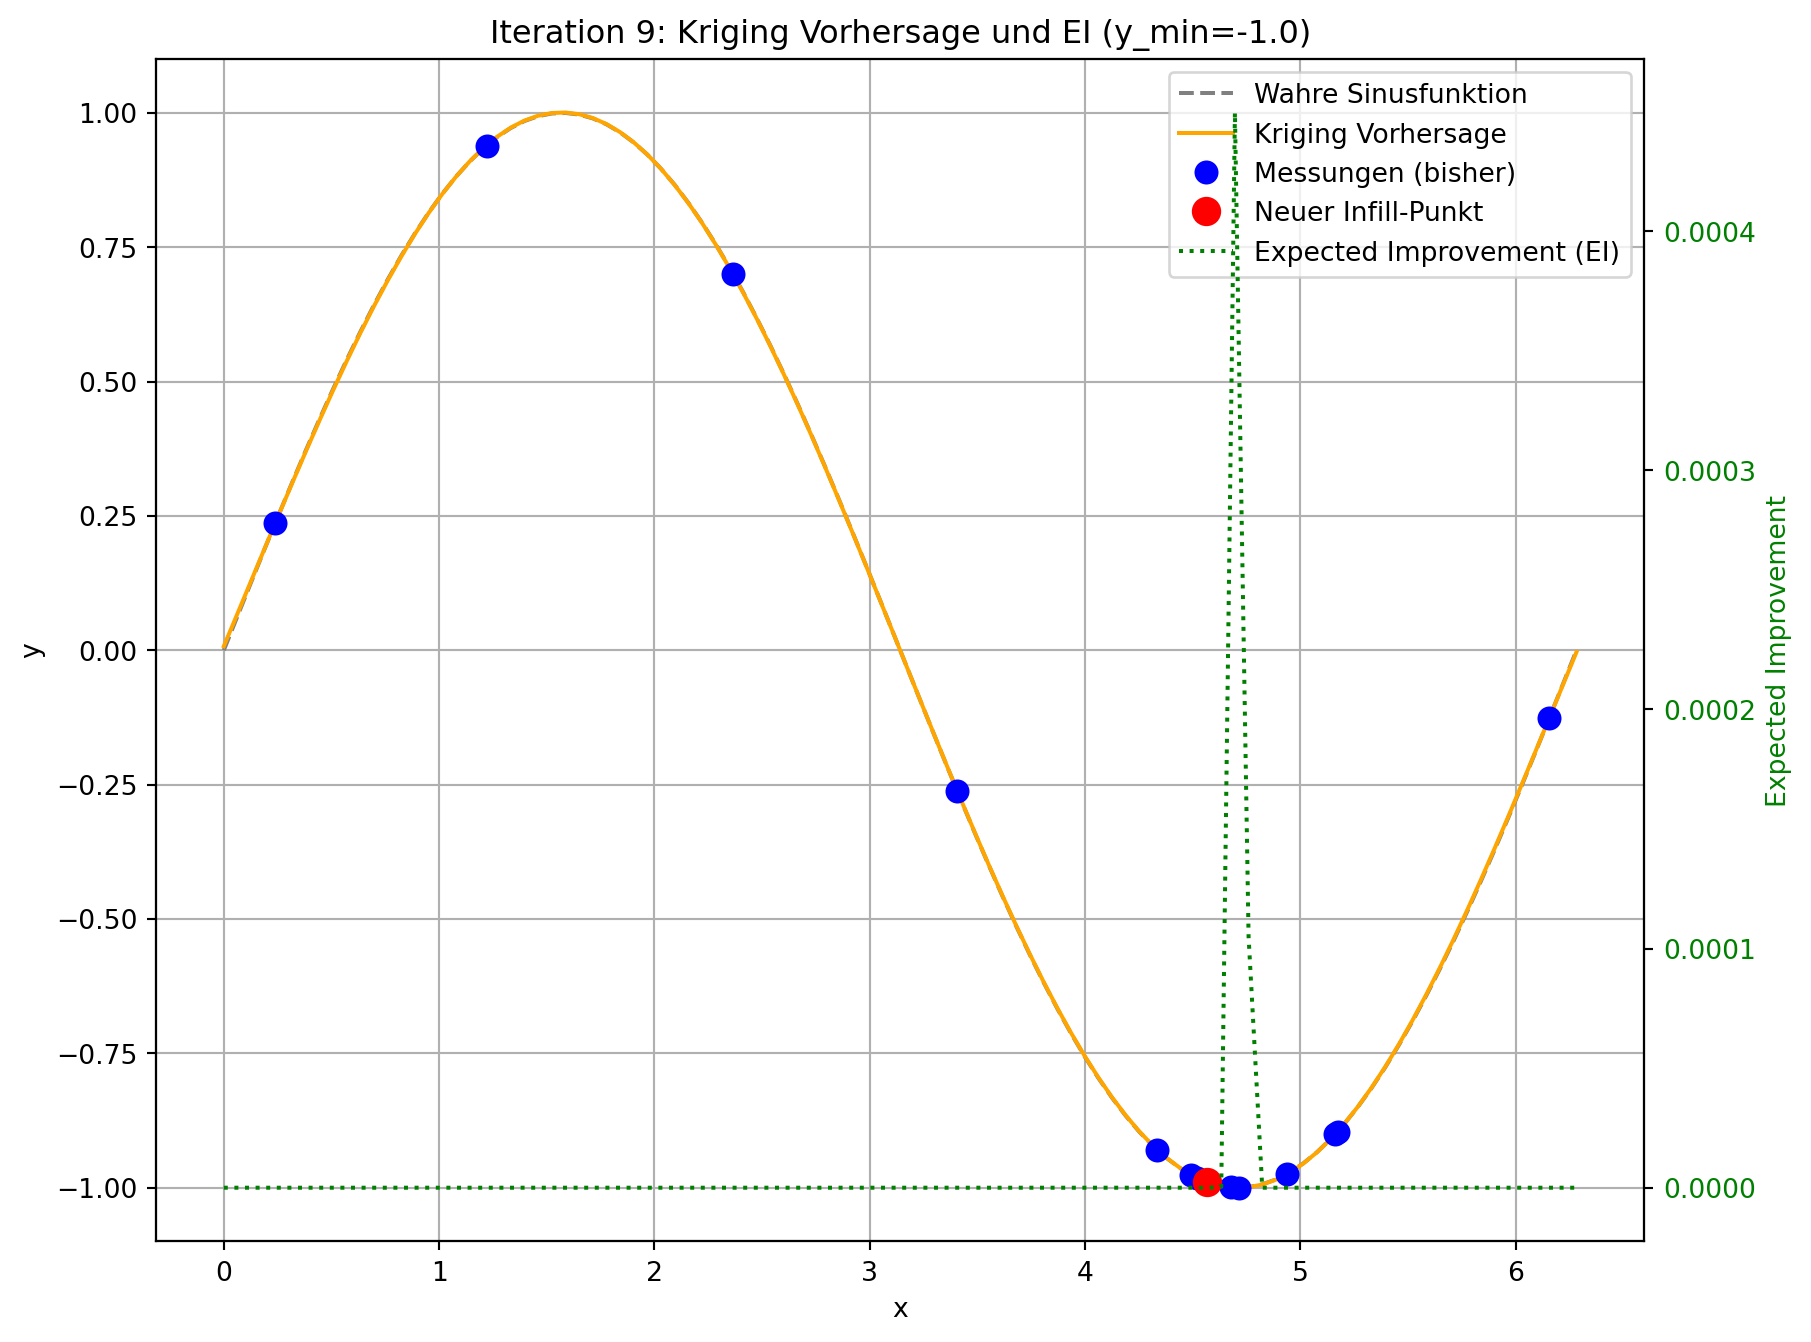 Iteration 9: Kriging Vorhersage und EI (y_min=-1.0)
Wahre Sinusfunktion
Kriging Vorhersage
Messungen (bisher)
Neuer Infill-Punkt
Expected Improvement (EI)
1.00
0.75
0.50
0.25
0.00
−0.25
−0.50
−0.75
−1.00
y
0.0004
0.0003
0.0002
0.0001
0.0000
Expected Improvement
0 1 2 3 4 5 6
x